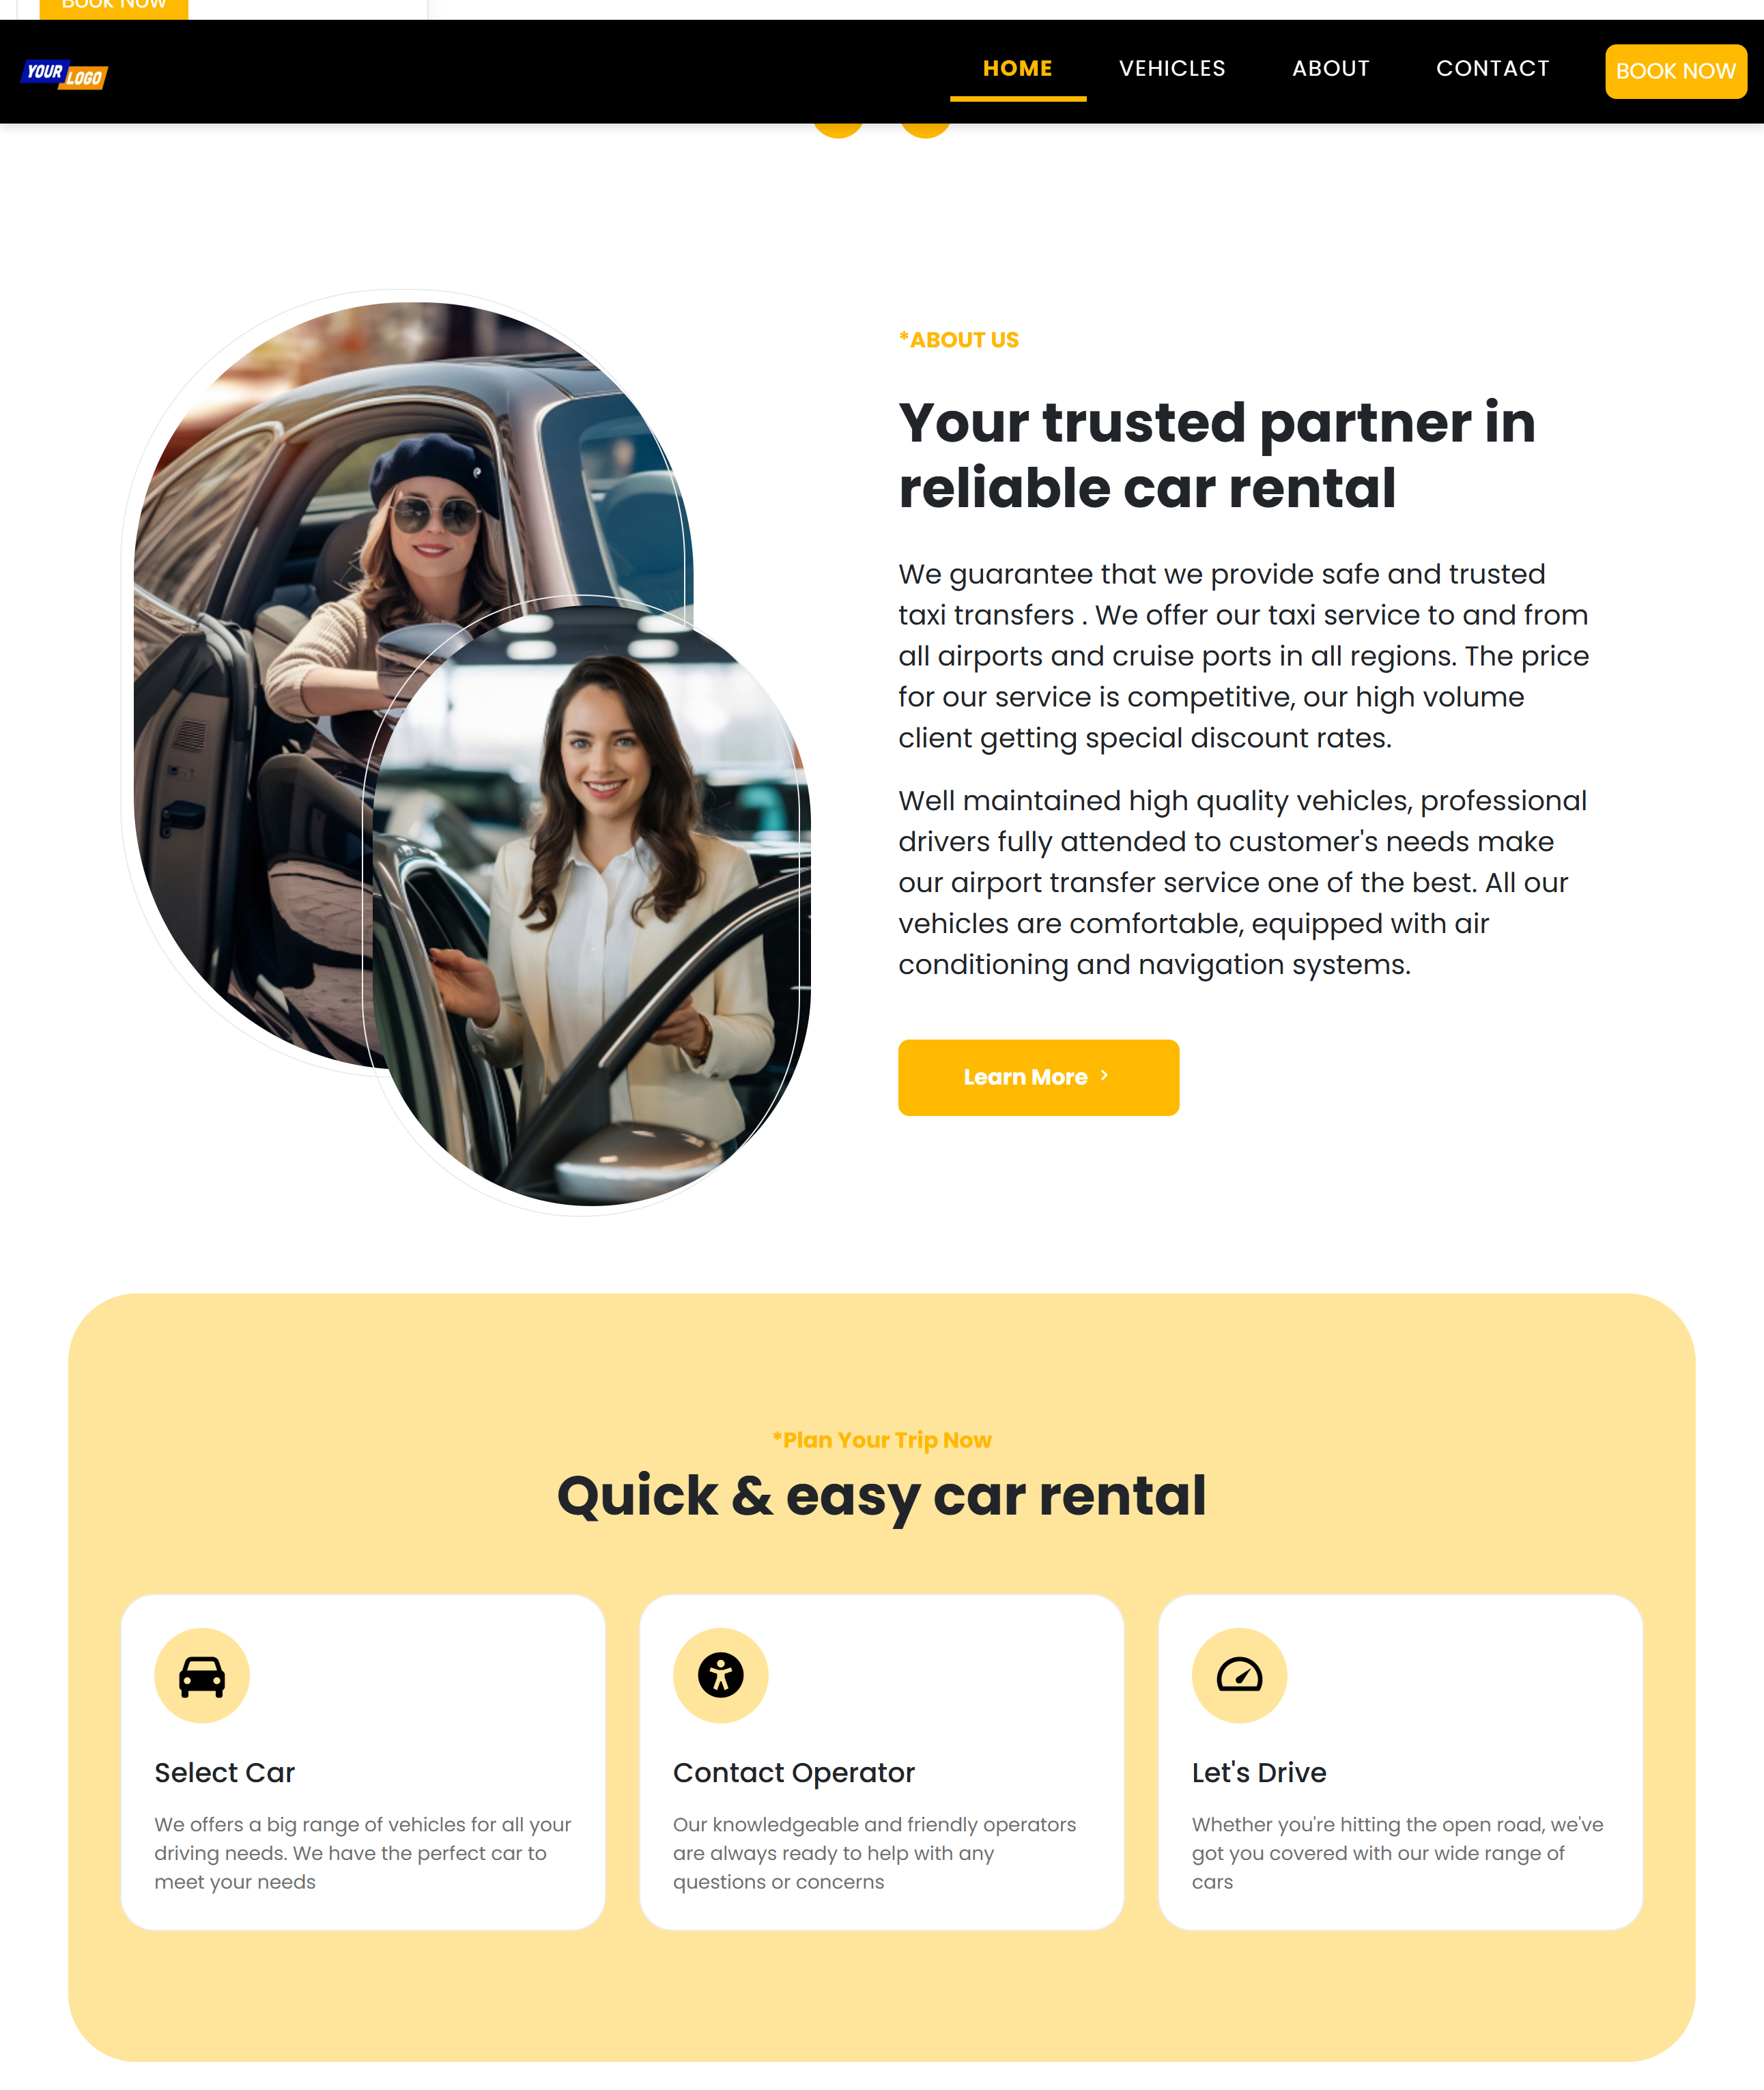 Book Now
YOUR LOGO
HOME
VEHICLES
ABOUT
CONTACT
BOOK NOW
*ABOUT US
Your trusted partner in
reliable car rental
We guarantee that we provide safe and trusted
taxi transfers . We offer our taxi service to and from
all airports and cruise ports in all regions. The price
for our service is competitive, our high volume
client getting special discount rates.
Well maintained high quality vehicles, professional
drivers fully attended to customer's needs make
our airport transfer service one of the best. All our
vehicles are comfortable, equipped with air
conditioning and navigation systems.
Learn More
*Plan Your Trip Now
Quick & easy car rental
Select Car
We offers a big range of vehicles for all your
driving needs. We have the perfect car to
meet your needs
Contact Operator
Our knowledgeable and friendly operators
are always ready to help with any
questions or concerns
Let's Drive
Whether you're hitting the open road, we've
got you covered with our wide range of
cars